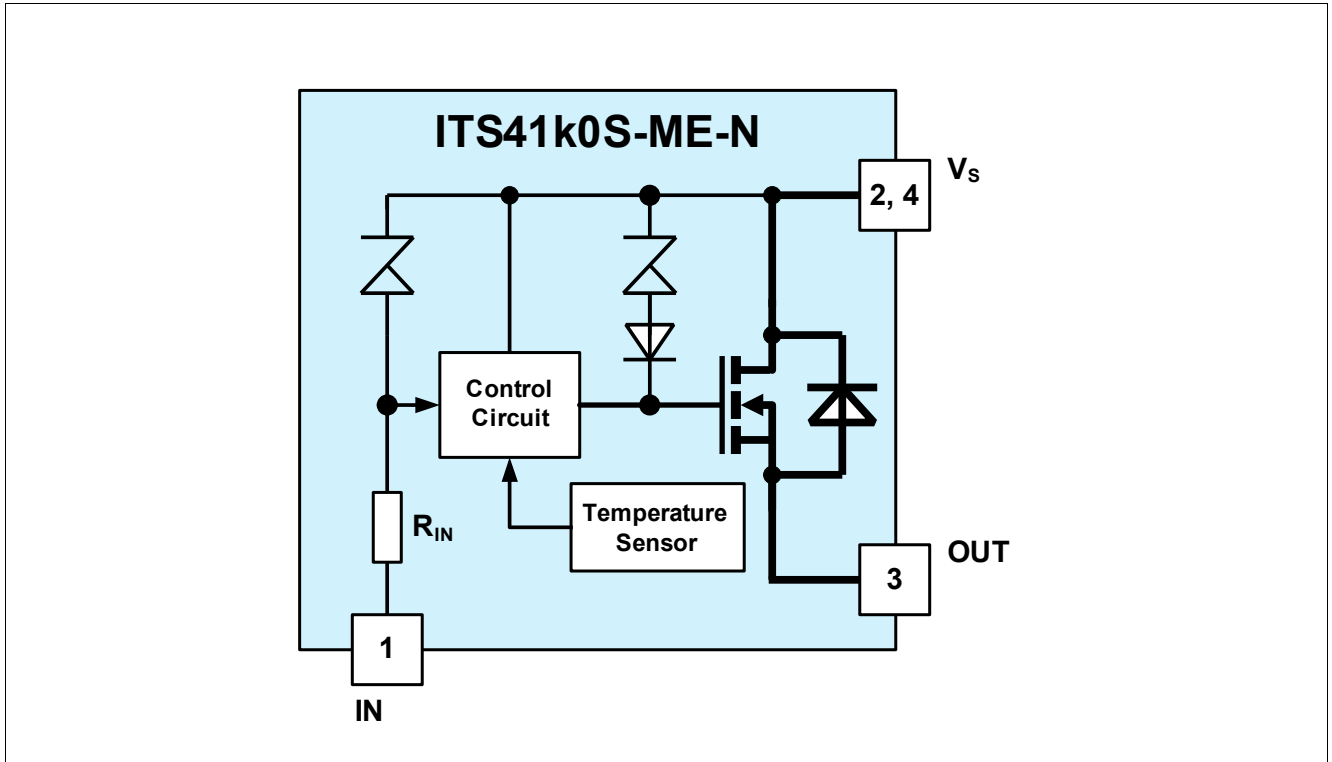 ITS41k0S-ME-N
2, 4
VS
Control
Circuit
RIN
Temperature
Sensor
3
OUT
1
IN